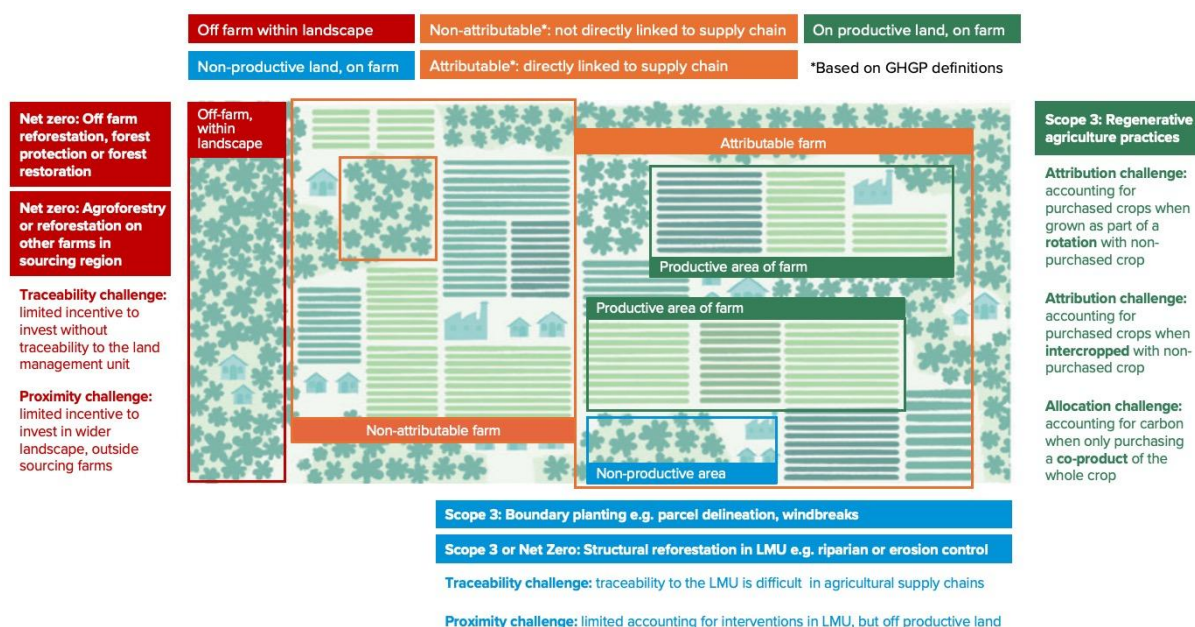 Off farm within landscape
Non-attributable*: not directly linked to supply chain
On productive land, on farm
Non-productive land, on farm
Attributable*: directly linked to supply chain
*Based on GHGP definitions
Net zero: Off farm
reforestation, forest
protection or forest
restoration
Net zero: Agroforestry
or reforestation on
other farms in
sourcing region
Traceability challenge:
limited incentive to
invest without
traceability to the land
management unit
Proximity challenge:
limited incentive to
invest in wider
landscape, outside
sourcing farms
Off-farm,
within
landscape
Non-attributable farm
Attributable farm
Productive area of farm
Productive area of farm
Non-productive area
Scope 3: Regenerative
agriculture practices
Attribution challenge:
accounting for
purchased crops when
grown as part of a
rotation with non-
purchased crop
Attribution challenge:
accounting for
purchased crops when
intercropped with non-
purchased crop
Allocation challenge:
accounting for carbon
when only purchasing
a co-product of the
whole crop
Scope 3: Boundary planting e.g. parcel delineation, windbreaks
Scope 3 or Net Zero: Structural reforestation in LMU e.g. riparian or erosion control
Traceability challenge: traceability to the LMU is difficult in agricultural supply chains
Proximity challenge: limited accounting for interventions in LMU, but off productive land